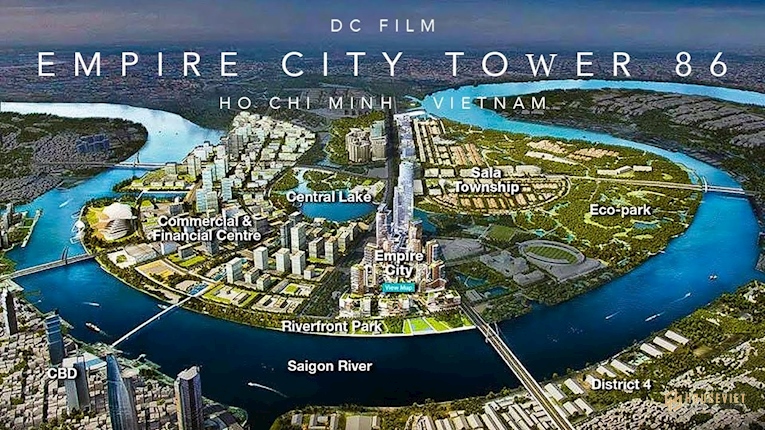 DC FILM
EMPIRE CITY TOWER 86
HO CHI MINH - VIETNAM
Sala
Township
Central Lake
Eco-park
Commercial &
Financial Centre
Empire
City
View Map
Riverfront Park
Saigon River
CBD
District 4
HOUSEVIET